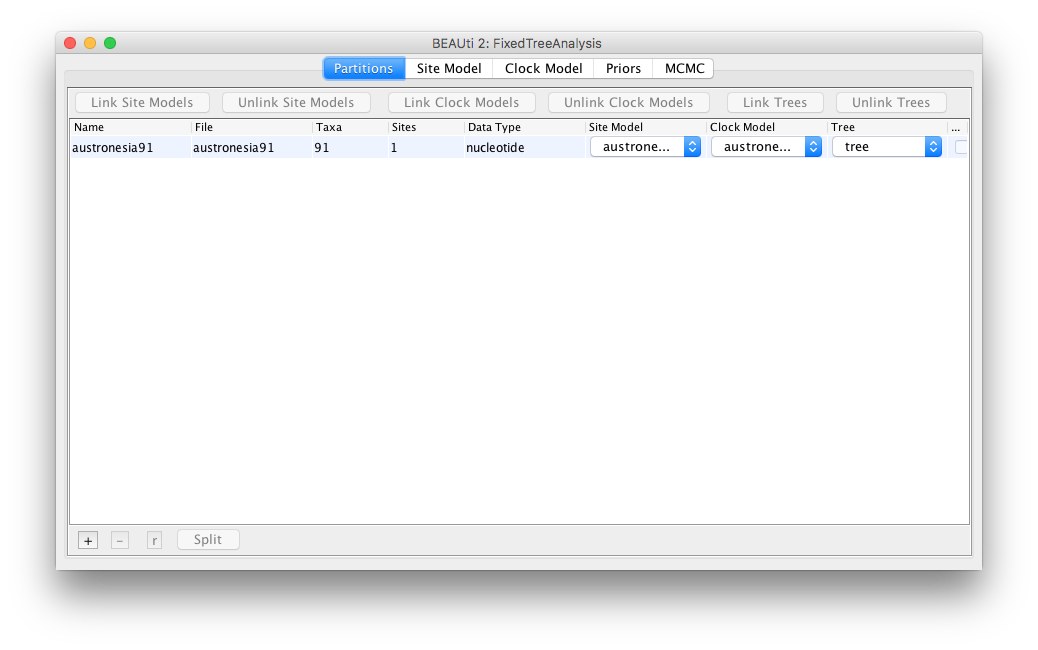 BEAUti 2: FixedTreeAnalysis
Partitions Site Model Clock Model Priors MCMC
Link Site Models Unlink Site Models Link Clock Models Unlink Clock Models Link Trees Unlink Trees
Name File Taxa Sites Data Type Site Model Clock Model Tree ...
austronesia91 austronesia91 91 1 nucleotide austrone... austrone... tree
+ – r Split